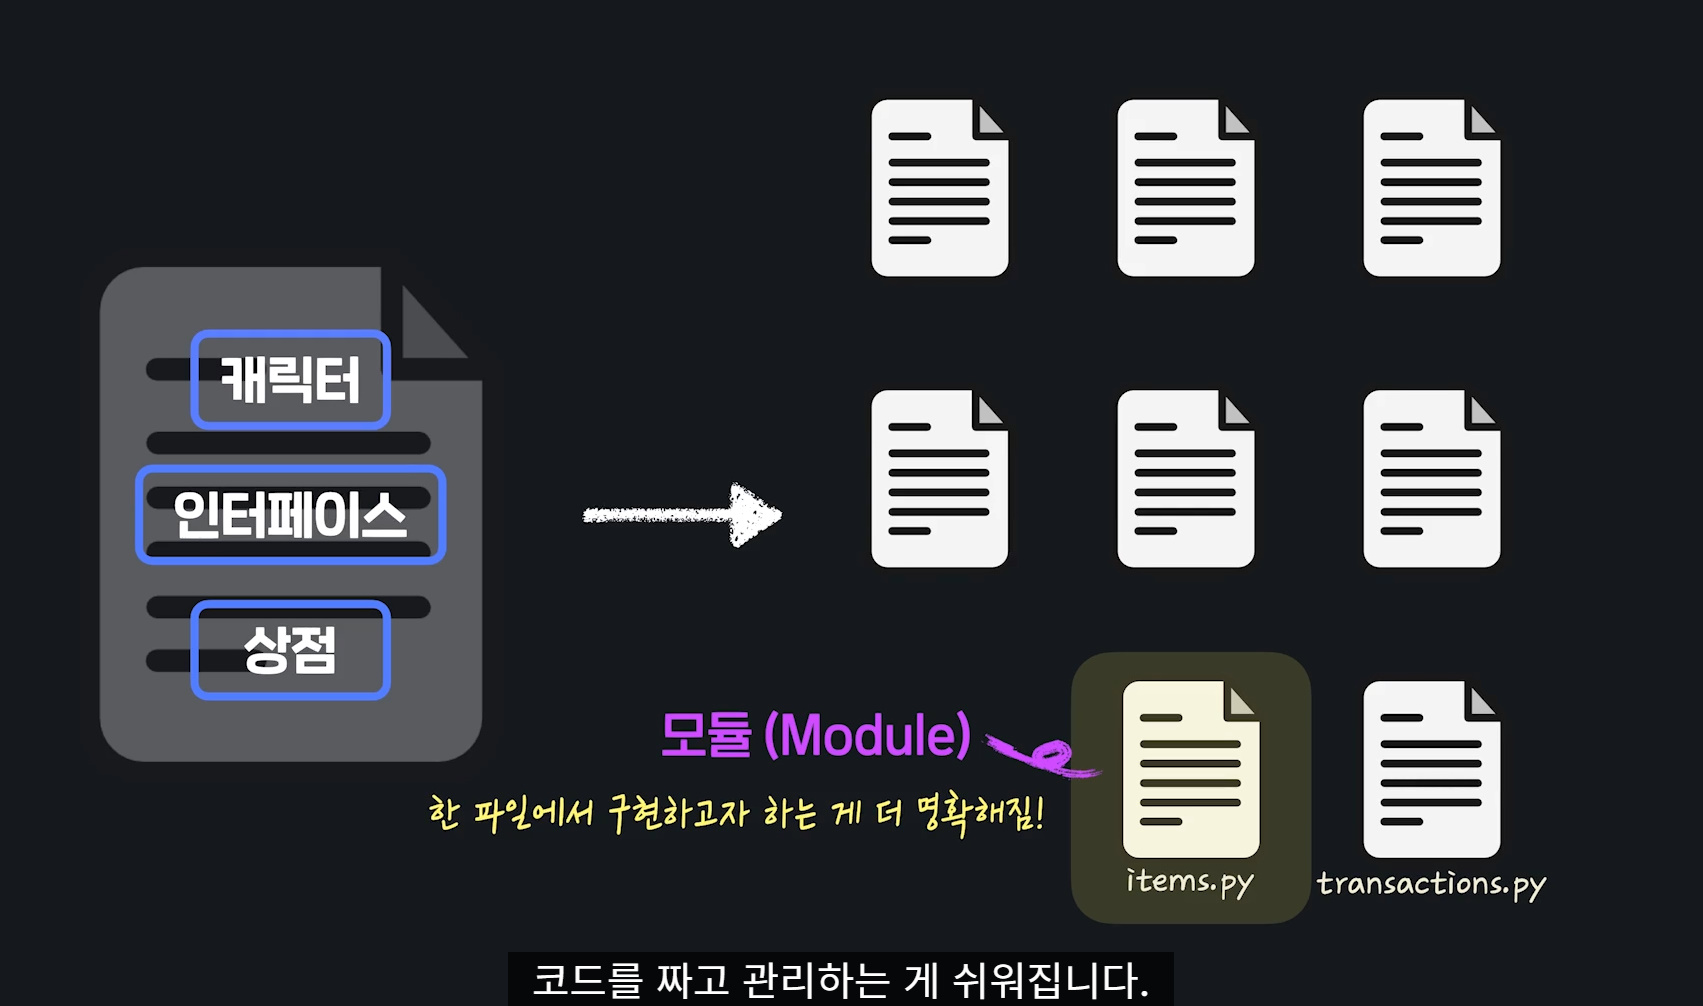 캐릭터
인터페이스
상점
모듈 (Module)
한 파일에서 구현하고자 하는 게 더 명확해짐!
items.py
transactions.py
코드를 짜고 관리하는 게 쉬워집니다.